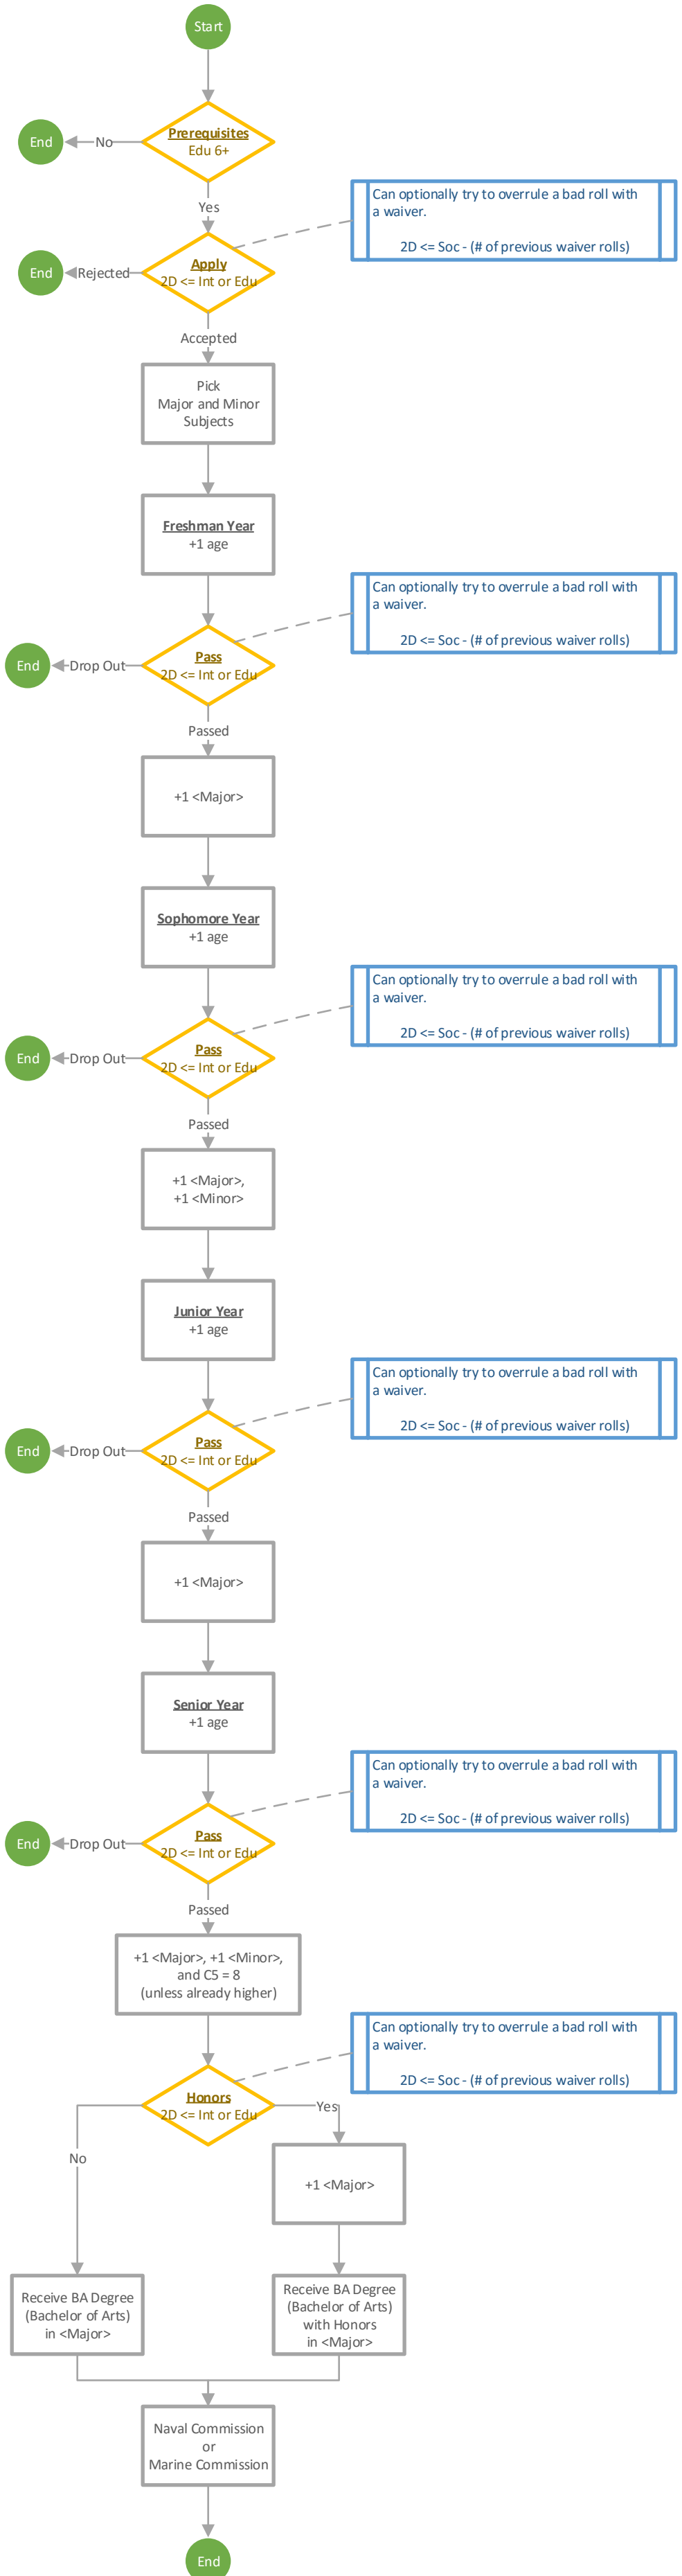 Start
Prerequisites
Edu 6+
No
End
Yes
Can optionally try to overrule a bad roll with
a waiver.
2D <= Soc - (# of previous waiver rolls)
Apply
2D <= Int or Edu
Rejected
End
Accepted
Pick
Major and Minor
Subjects
Freshman Year
+1 age
Can optionally try to overrule a bad roll with
a waiver.
2D <= Soc - (# of previous waiver rolls)
Pass
2D <= Int or Edu
Drop Out
End
Passed
+1 <Major>
Sophomore Year
+1 age
Can optionally try to overrule a bad roll with
a waiver.
2D <= Soc - (# of previous waiver rolls)
Pass
2D <= Int or Edu
Drop Out
End
Passed
+1 <Major>,
+1 <Minor>
Junior Year
+1 age
Can optionally try to overrule a bad roll with
a waiver.
2D <= Soc - (# of previous waiver rolls)
Pass
2D <= Int or Edu
Drop Out
End
Passed
+1 <Major>
Senior Year
+1 age
Can optionally try to overrule a bad roll with
a waiver.
2D <= Soc - (# of previous waiver rolls)
Pass
2D <= Int or Edu
Drop Out
End
Passed
+1 <Major>, +1 <Minor>,
and C5 = 8
(unless already higher)
Can optionally try to overrule a bad roll with
a waiver.
2D <= Soc - (# of previous waiver rolls)
Honors
2D <= Int or Edu
Yes
No
+1 <Major>
Receive BA Degree
(Bachelor of Arts)
in <Major>
Receive BA Degree
(Bachelor of Arts)
with Honors
in <Major>
Naval Commission
or
Marine Commission
End